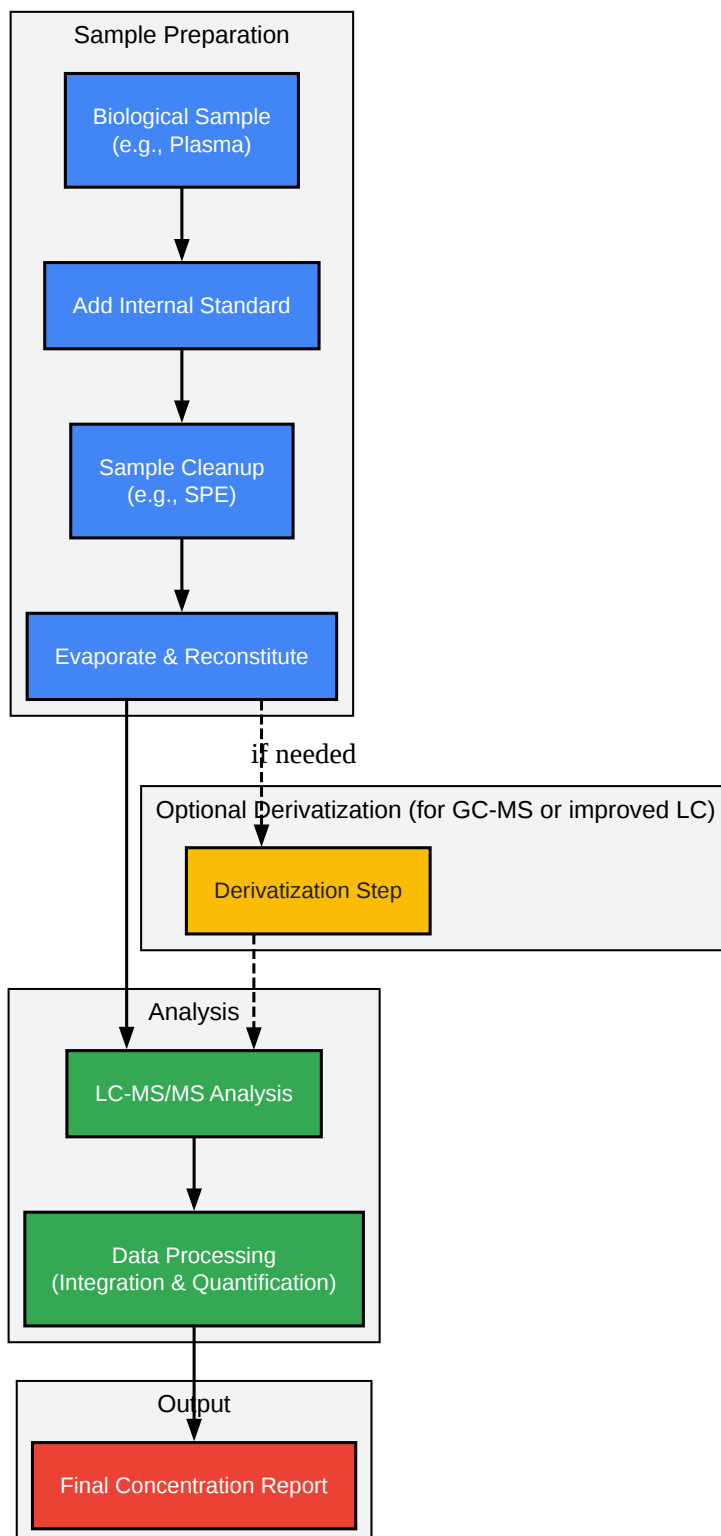 Sample Preparation
Biological Sample
(e.g., Plasma)
Add Internal Standard
Sample Cleanup
(e.g., SPE)
Evaporate & Reconstitute
if needed
Optional Derivatization (for GC-MS or improved LC)
Derivatization Step
Analysis
LC-MS/MS Analysis
Data Processing
(Integration & Quantification)
Output
Final Concentration Report